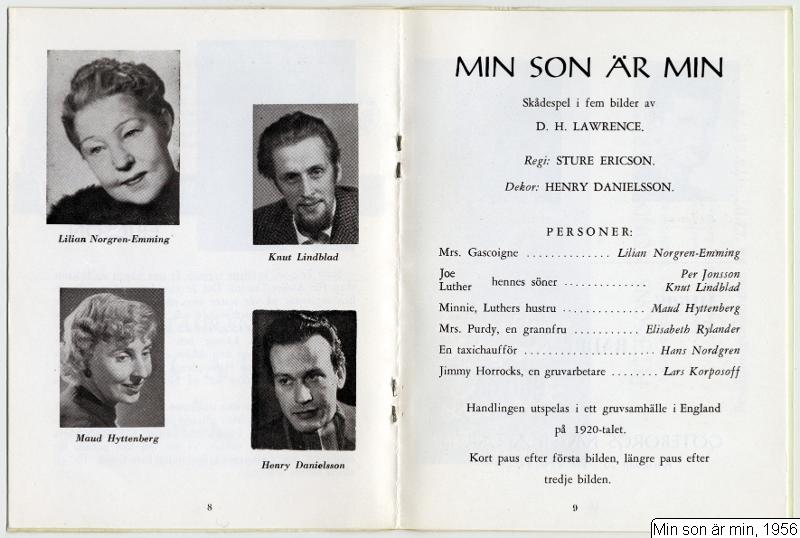 Lilian Norgren-Emming
Knut Lindblad
Maud Hyttenberg
Henry Danielsson
8
MIN SON ÄR MIN
Skådespel i fem bilder av
D. H. LAWRENCE.
Regi: STURE ERICSON.
Dekor: HENRY DANIELSSON.
PERSONER:
Mrs. Gascoigne .............. Lilian Norgren-Emming
Joe
Luther hennes söner .............. Per Jonsson
Knut Lindblad
Minnie, Luthers hustru .............. Maud Hyttenberg
Mrs. Purdy, en grannfru ........... Elisabeth Rylander
En taxichaufför ...................... Hans Nordgren
Jimmy Horrocks, en gruvarbetare ........ Lars Korposoff
Handlingen utspelas i ett gruvsamhälle i England
på 1920-talet.
Kort paus efter första bilden, längre paus efter
tredje bilden.
9
Min son är min, 1956